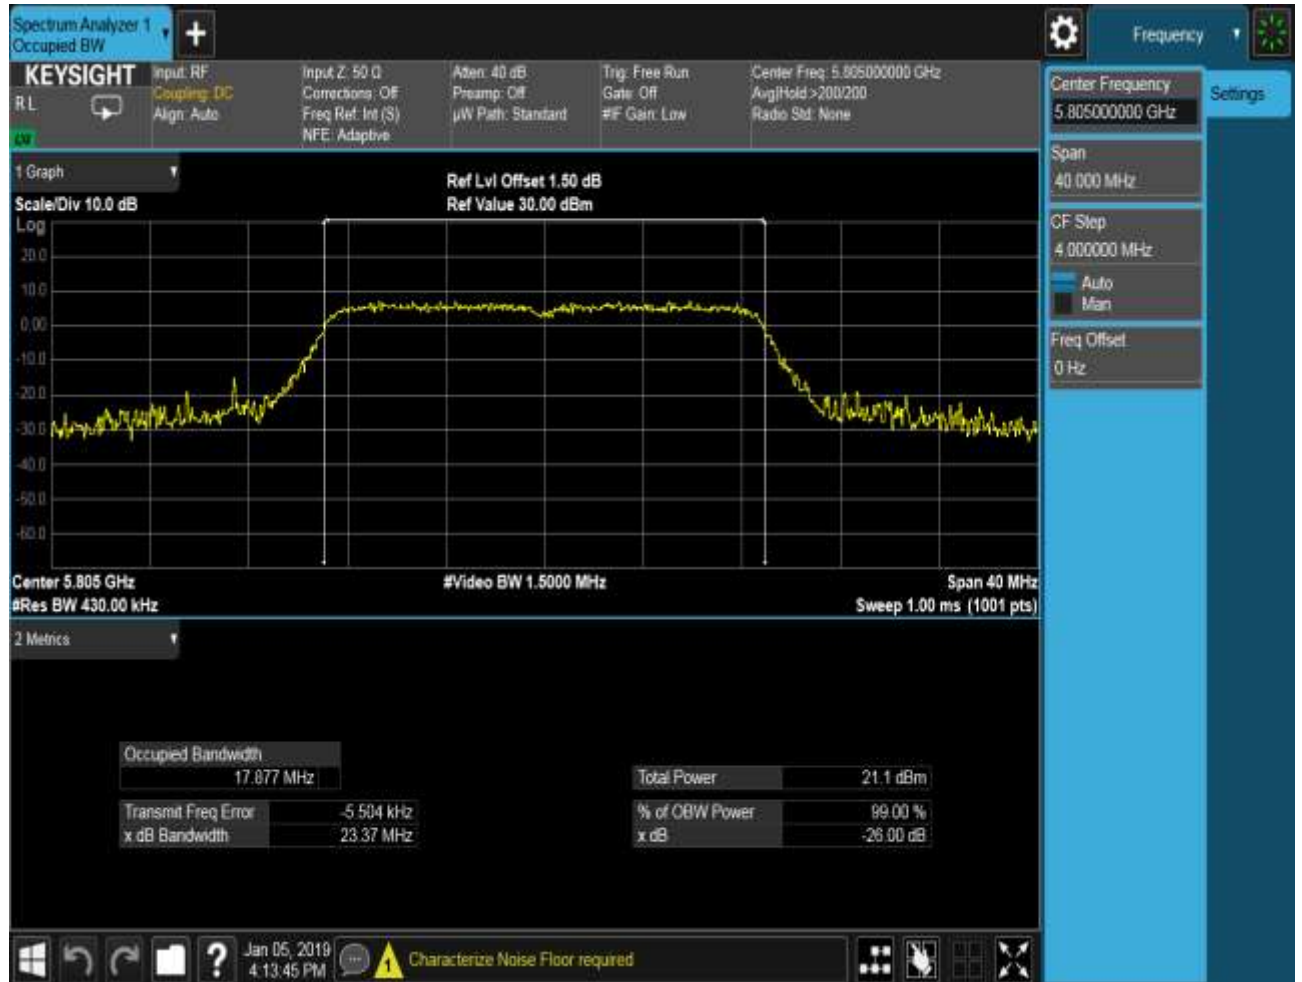 Spectrum Analyzer 1
Occupied BW
Frequency
KEYSIGHT
RL
Input: RF
Coupling: DC
Align: Auto
Input Z: 50 Ω
Corrections: Off
Freq Ref: Int (S)
NFE: Adaptive
Atten: 40 dB
Preamp: Off
µW Path: Standard
Trig: Free Run
Gate: Off
#IF Gain: Low
Center Freq: 5.805000000 GHz
Avg|Hold:>200/200
Radio Std: None
Center Frequency
5.805000000 GHz
Settings
Span
40.000 MHz
CF Step
4.000000 MHz
Auto
Man
Freq Offset
0 Hz
1 Graph
Scale/Div 10.0 dB
Ref Lvl Offset 1.50 dB
Ref Value 30.00 dBm
Log
20.0
10.0
0.00
-10.0
-20.0
-30.0
-40.0
-50.0
-60.0
Center 5.805 GHz
#Video BW 1.5000 MHz
Span 40 MHz
#Res BW 430.00 kHz
Sweep 1.00 ms (1001 pts)
2 Metrics
Occupied Bandwidth
17.877 MHz
Transmit Freq Error -5.504 kHz
x dB Bandwidth 23.37 MHz
Total Power 21.1 dBm
% of OBW Power 99.00 %
x dB -26.00 dB
?
Jan 05, 2019
4:13:45 PM
1
Characterize Noise Floor required